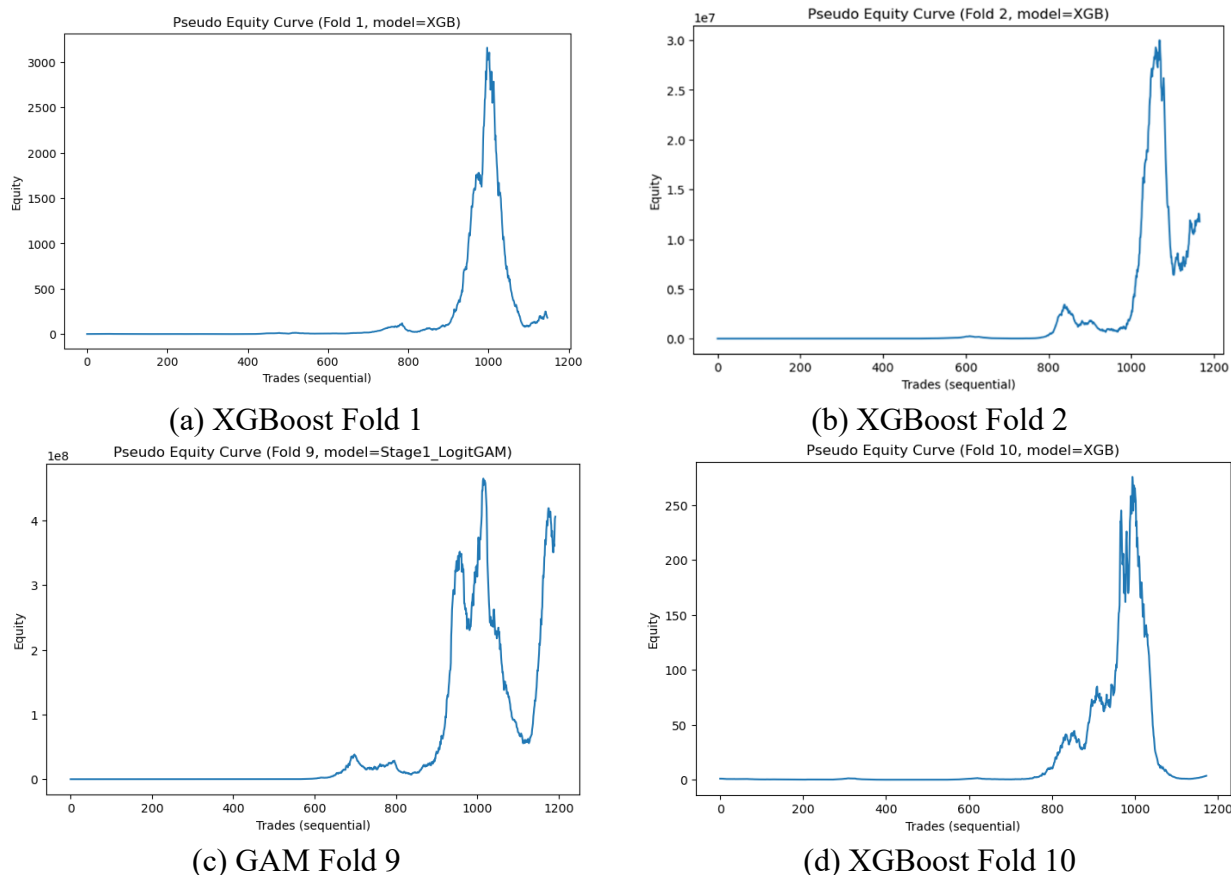 Pseudo Equity Curve (Fold 1, model=XGB)
3000
2500
2000
1500
1000
500
0
Equity
0 200 400 600 800 1000 1200
Trades (sequential)
(a) XGBoost Fold 1
Pseudo Equity Curve (Fold 2, model=XGB)
1e7
3.0
2.5
2.0
1.5
1.0
0.5
0.0
Equity
0 200 400 600 800 1000 1200
Trades (sequential)
(b) XGBoost Fold 2
Pseudo Equity Curve (Fold 9, model=Stage1_LogitGAM)
1e8
4
3
2
1
0
Equity
0 200 400 600 800 1000 1200
Trades (sequential)
(c) GAM Fold 9
Pseudo Equity Curve (Fold 10, model=XGB)
250
200
150
100
50
0
Equity
0 200 400 600 800 1000 1200
Trades (sequential)
(d) XGBoost Fold 10